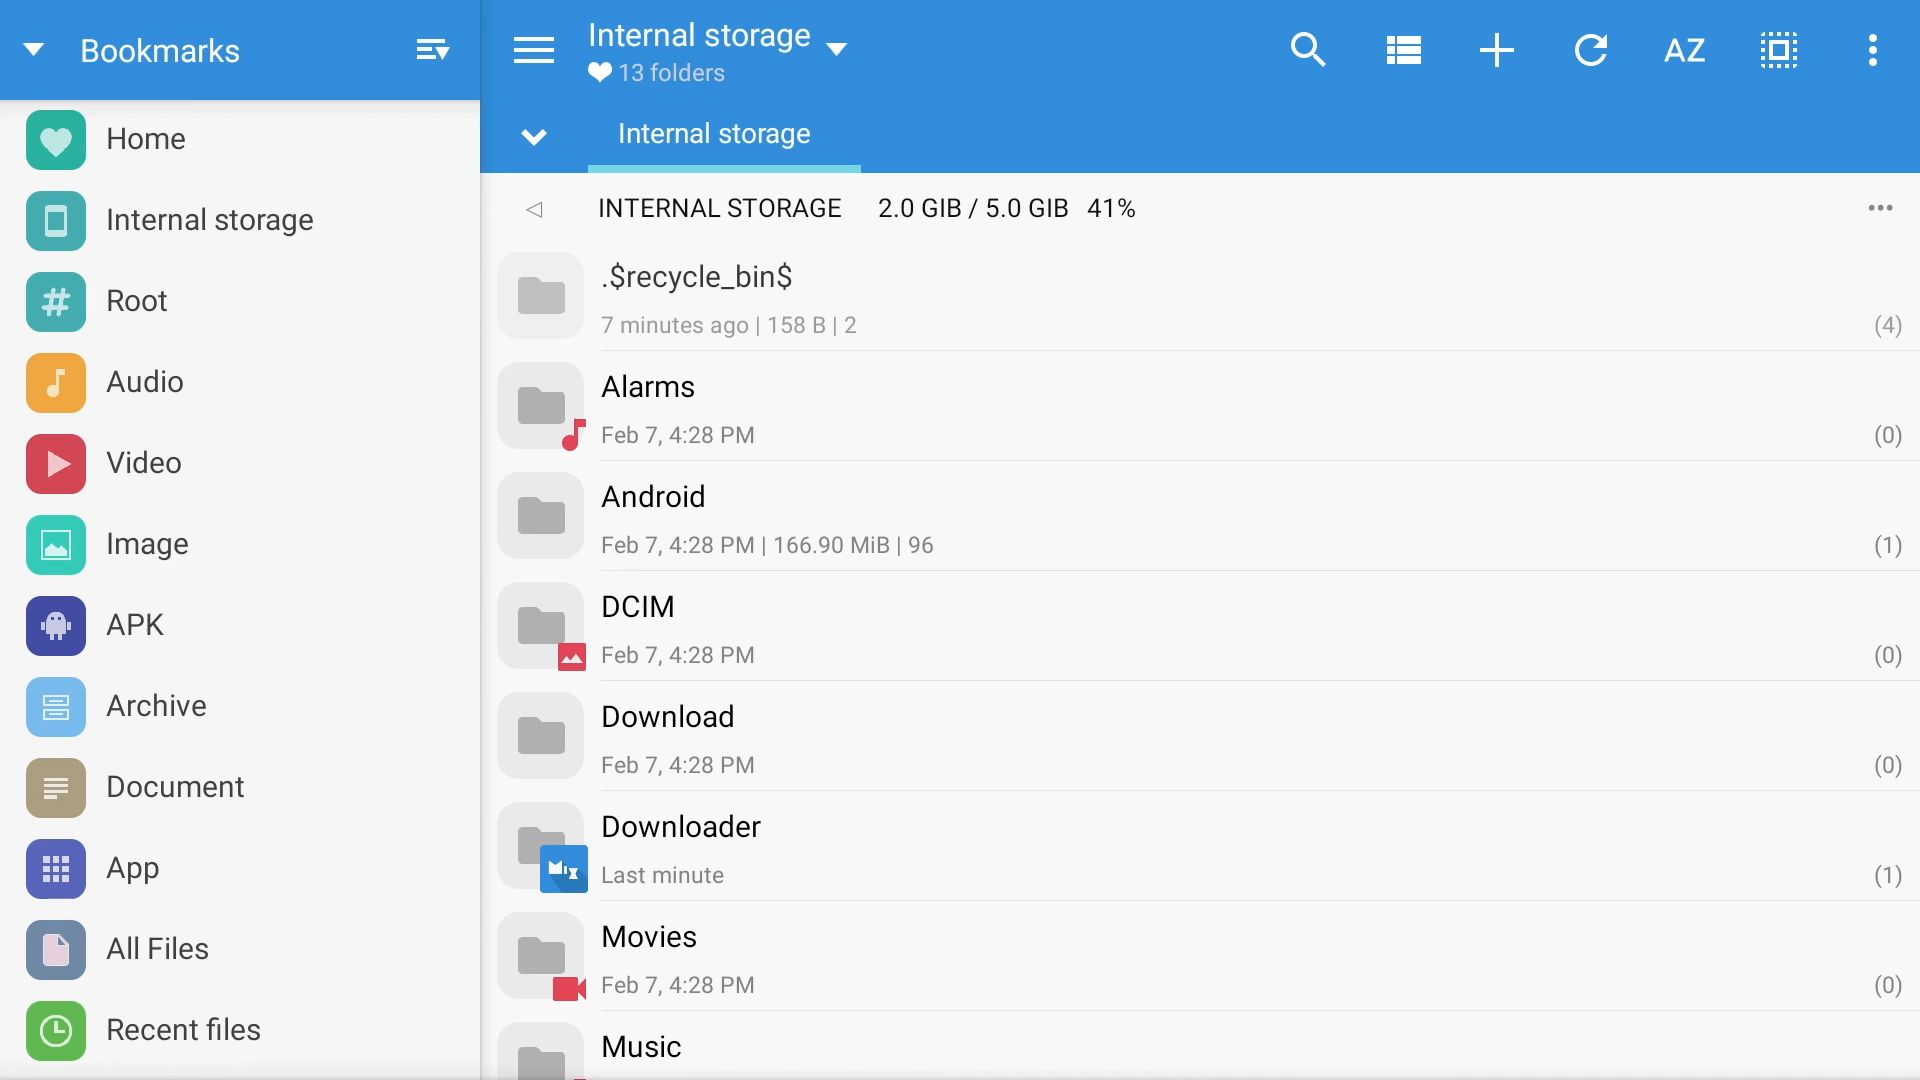 Bookmarks
Home
Internal storage
Root
Audio
Video
Image
APK
Archive
Document
App
All Files
Recent files
Internal storage
13 folders
AZ
Internal storage
INTERNAL STORAGE 2.0 GIB / 5.0 GIB 41%
.$recycle_bin$
7 minutes ago | 158 B | 2
(4)
Alarms
Feb 7, 4:28 PM
(0)
Android
Feb 7, 4:28 PM | 166.90 MiB | 96
(1)
DCIM
Feb 7, 4:28 PM
(0)
Download
Feb 7, 4:28 PM
(0)
Downloader
Last minute
(1)
Movies
Feb 7, 4:28 PM
(0)
Music